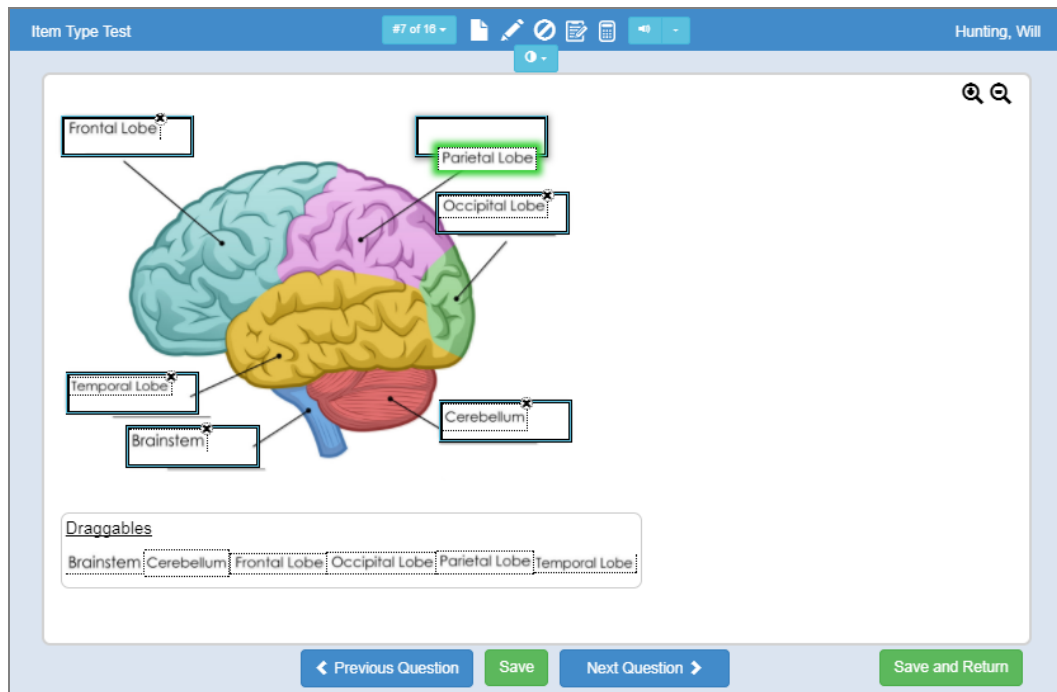 Item Type Test
#7 of 16
Hunting, Will
Frontal Lobe
Parietal Lobe
Occipital Lobe
Temporal Lobe
Cerebellum
Brainstem
Draggables
Brainstem Cerebellum Frontal Lobe Occipital Lobe Parietal Lobe Temporal Lobe
Previous Question
Save
Next Question
Save and Return